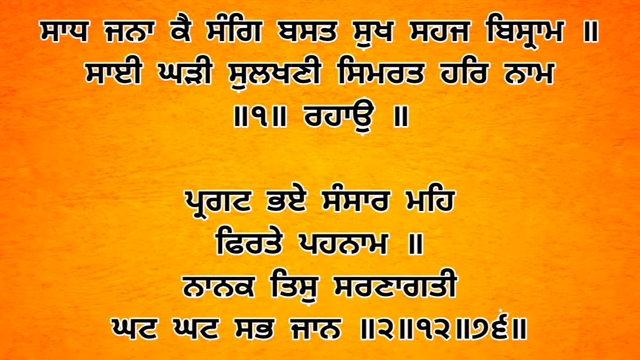 ਸਾਧ ਜਨਾ ਕੈ ਸੰਗਿ ਬਸਤ ਸੁਖ ਸਹਜ ਬਿਸ੍ਰਾਮ ॥
ਸਾਈ ਘੜੀ ਸੁਲਖਣੀ ਸਿਮਰਤ ਹਰਿ ਨਾਮ
॥੧॥ ਰਹਾਉ ॥
ਪ੍ਰਗਟ ਭਏ ਸੰਸਾਰ ਮਹਿ
ਫਿਰਤੇ ਪਹਨਾਮ ॥
ਨਾਨਕ ਤਿਸੁ ਸਰਣਾਗਤੀ
ਘਟ ਘਟ ਸਭ ਜਾਨ ॥੨॥੧੨॥੭੬॥